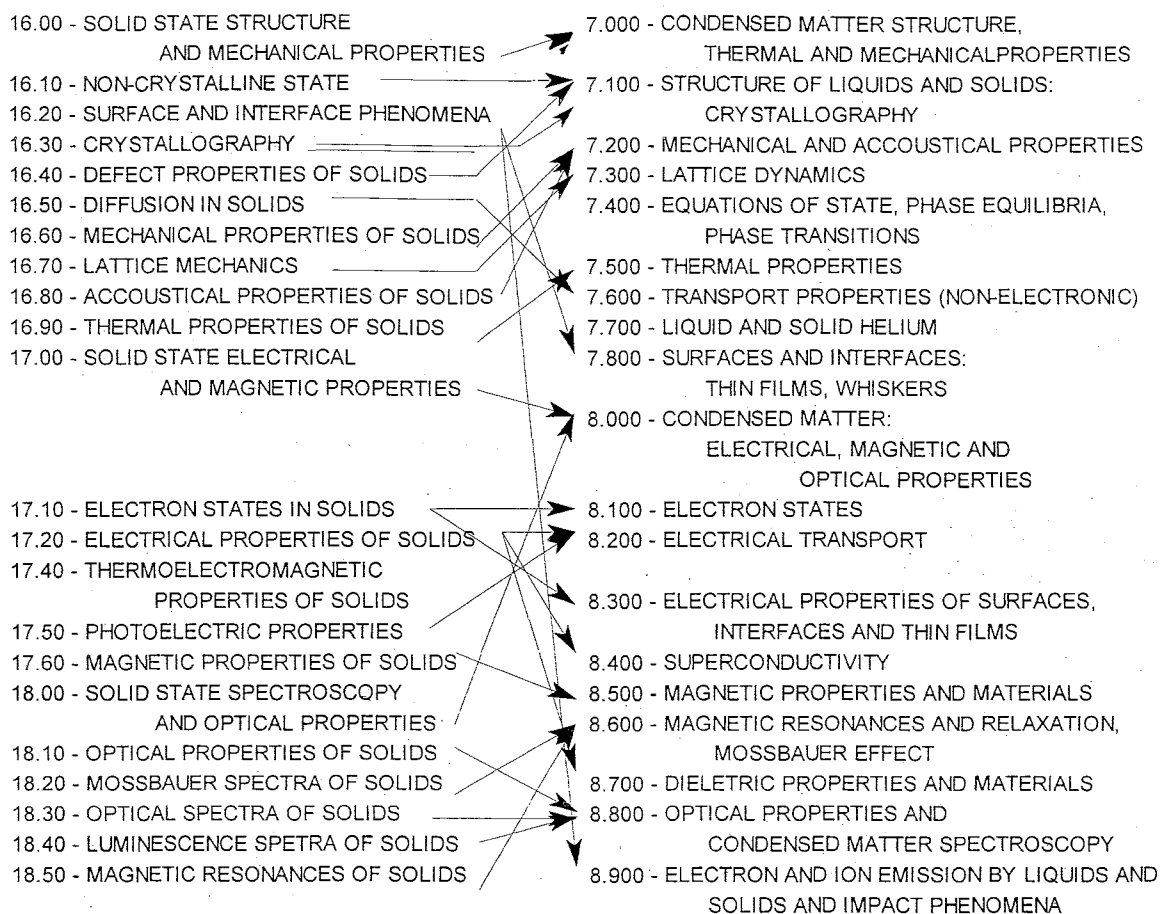 16.00 - SOLID STATE STRUCTURE
AND MECHANICAL PROPERTIES
16.10 - NON-CRYSTALLINE STATE
16.20 - SURFACE AND INTERFACE PHENOMENA
16.30 - CRYSTALLOGRAPHY
16.40 - DEFECT PROPERTIES OF SOLIDS
16.50 - DIFFUSION IN SOLIDS
16.60 - MECHANICAL PROPERTIES OF SOLIDS
16.70 - LATTICE MECHANICS
16.80 - ACCOUSTICAL PROPERTIES OF SOLIDS
16.90 - THERMAL PROPERTIES OF SOLIDS
17.00 - SOLID STATE ELECTRICAL
AND MAGNETIC PROPERTIES
17.10 - ELECTRON STATES IN SOLIDS
17.20 - ELECTRICAL PROPERTIES OF SOLIDS
17.40 - THERMOELECTROMAGNETIC
PROPERTIES OF SOLIDS
17.50 - PHOTOELECTRIC PROPERTIES
17.60 - MAGNETIC PROPERTIES OF SOLIDS
18.00 - SOLID STATE SPECTROSCOPY
AND OPTICAL PROPERTIES
18.10 - OPTICAL PROPERTIES OF SOLIDS
18.20 - MOSSBAUER SPECTRA OF SOLIDS
18.30 - OPTICAL SPECTRA OF SOLIDS
18.40 - LUMINESCENCE SPETRA OF SOLIDS
18.50 - MAGNETIC RESONANCES OF SOLIDS
7.000 - CONDENSED MATTER STRUCTURE,
THERMAL AND MECHANICALPROPERTIES
7.100 - STRUCTURE OF LIQUIDS AND SOLIDS:
CRYSTALLOGRAPHY
7.200 - MECHANICAL AND ACCOUSTICAL PROPERTIES
7.300 - LATTICE DYNAMICS
7.400 - EQUATIONS OF STATE, PHASE EQUILIBRIA,
PHASE TRANSITIONS
7.500 - THERMAL PROPERTIES
7.600 - TRANSPORT PROPERTIES (NON-ELECTRONIC)
7.700 - LIQUID AND SOLID HELIUM
7.800 - SURFACES AND INTERFACES:
THIN FILMS, WHISKERS
8.000 - CONDENSED MATTER:
ELECTRICAL, MAGNETIC AND
OPTICAL PROPERTIES
8.100 - ELECTRON STATES
8.200 - ELECTRICAL TRANSPORT
8.300 - ELECTRICAL PROPERTIES OF SURFACES,
INTERFACES AND THIN FILMS
8.400 - SUPERCONDUCTIVITY
8.500 - MAGNETIC PROPERTIES AND MATERIALS
8.600 - MAGNETIC RESONANCES AND RELAXATION,
MOSSBAUER EFFECT
8.700 - DIELETRIC PROPERTIES AND MATERIALS
8.800 - OPTICAL PROPERTIES AND
CONDENSED MATTER SPECTROSCOPY
8.900 - ELECTRON AND ION EMISSION BY LIQUIDS AND
SOLIDS AND IMPACT PHENOMENA